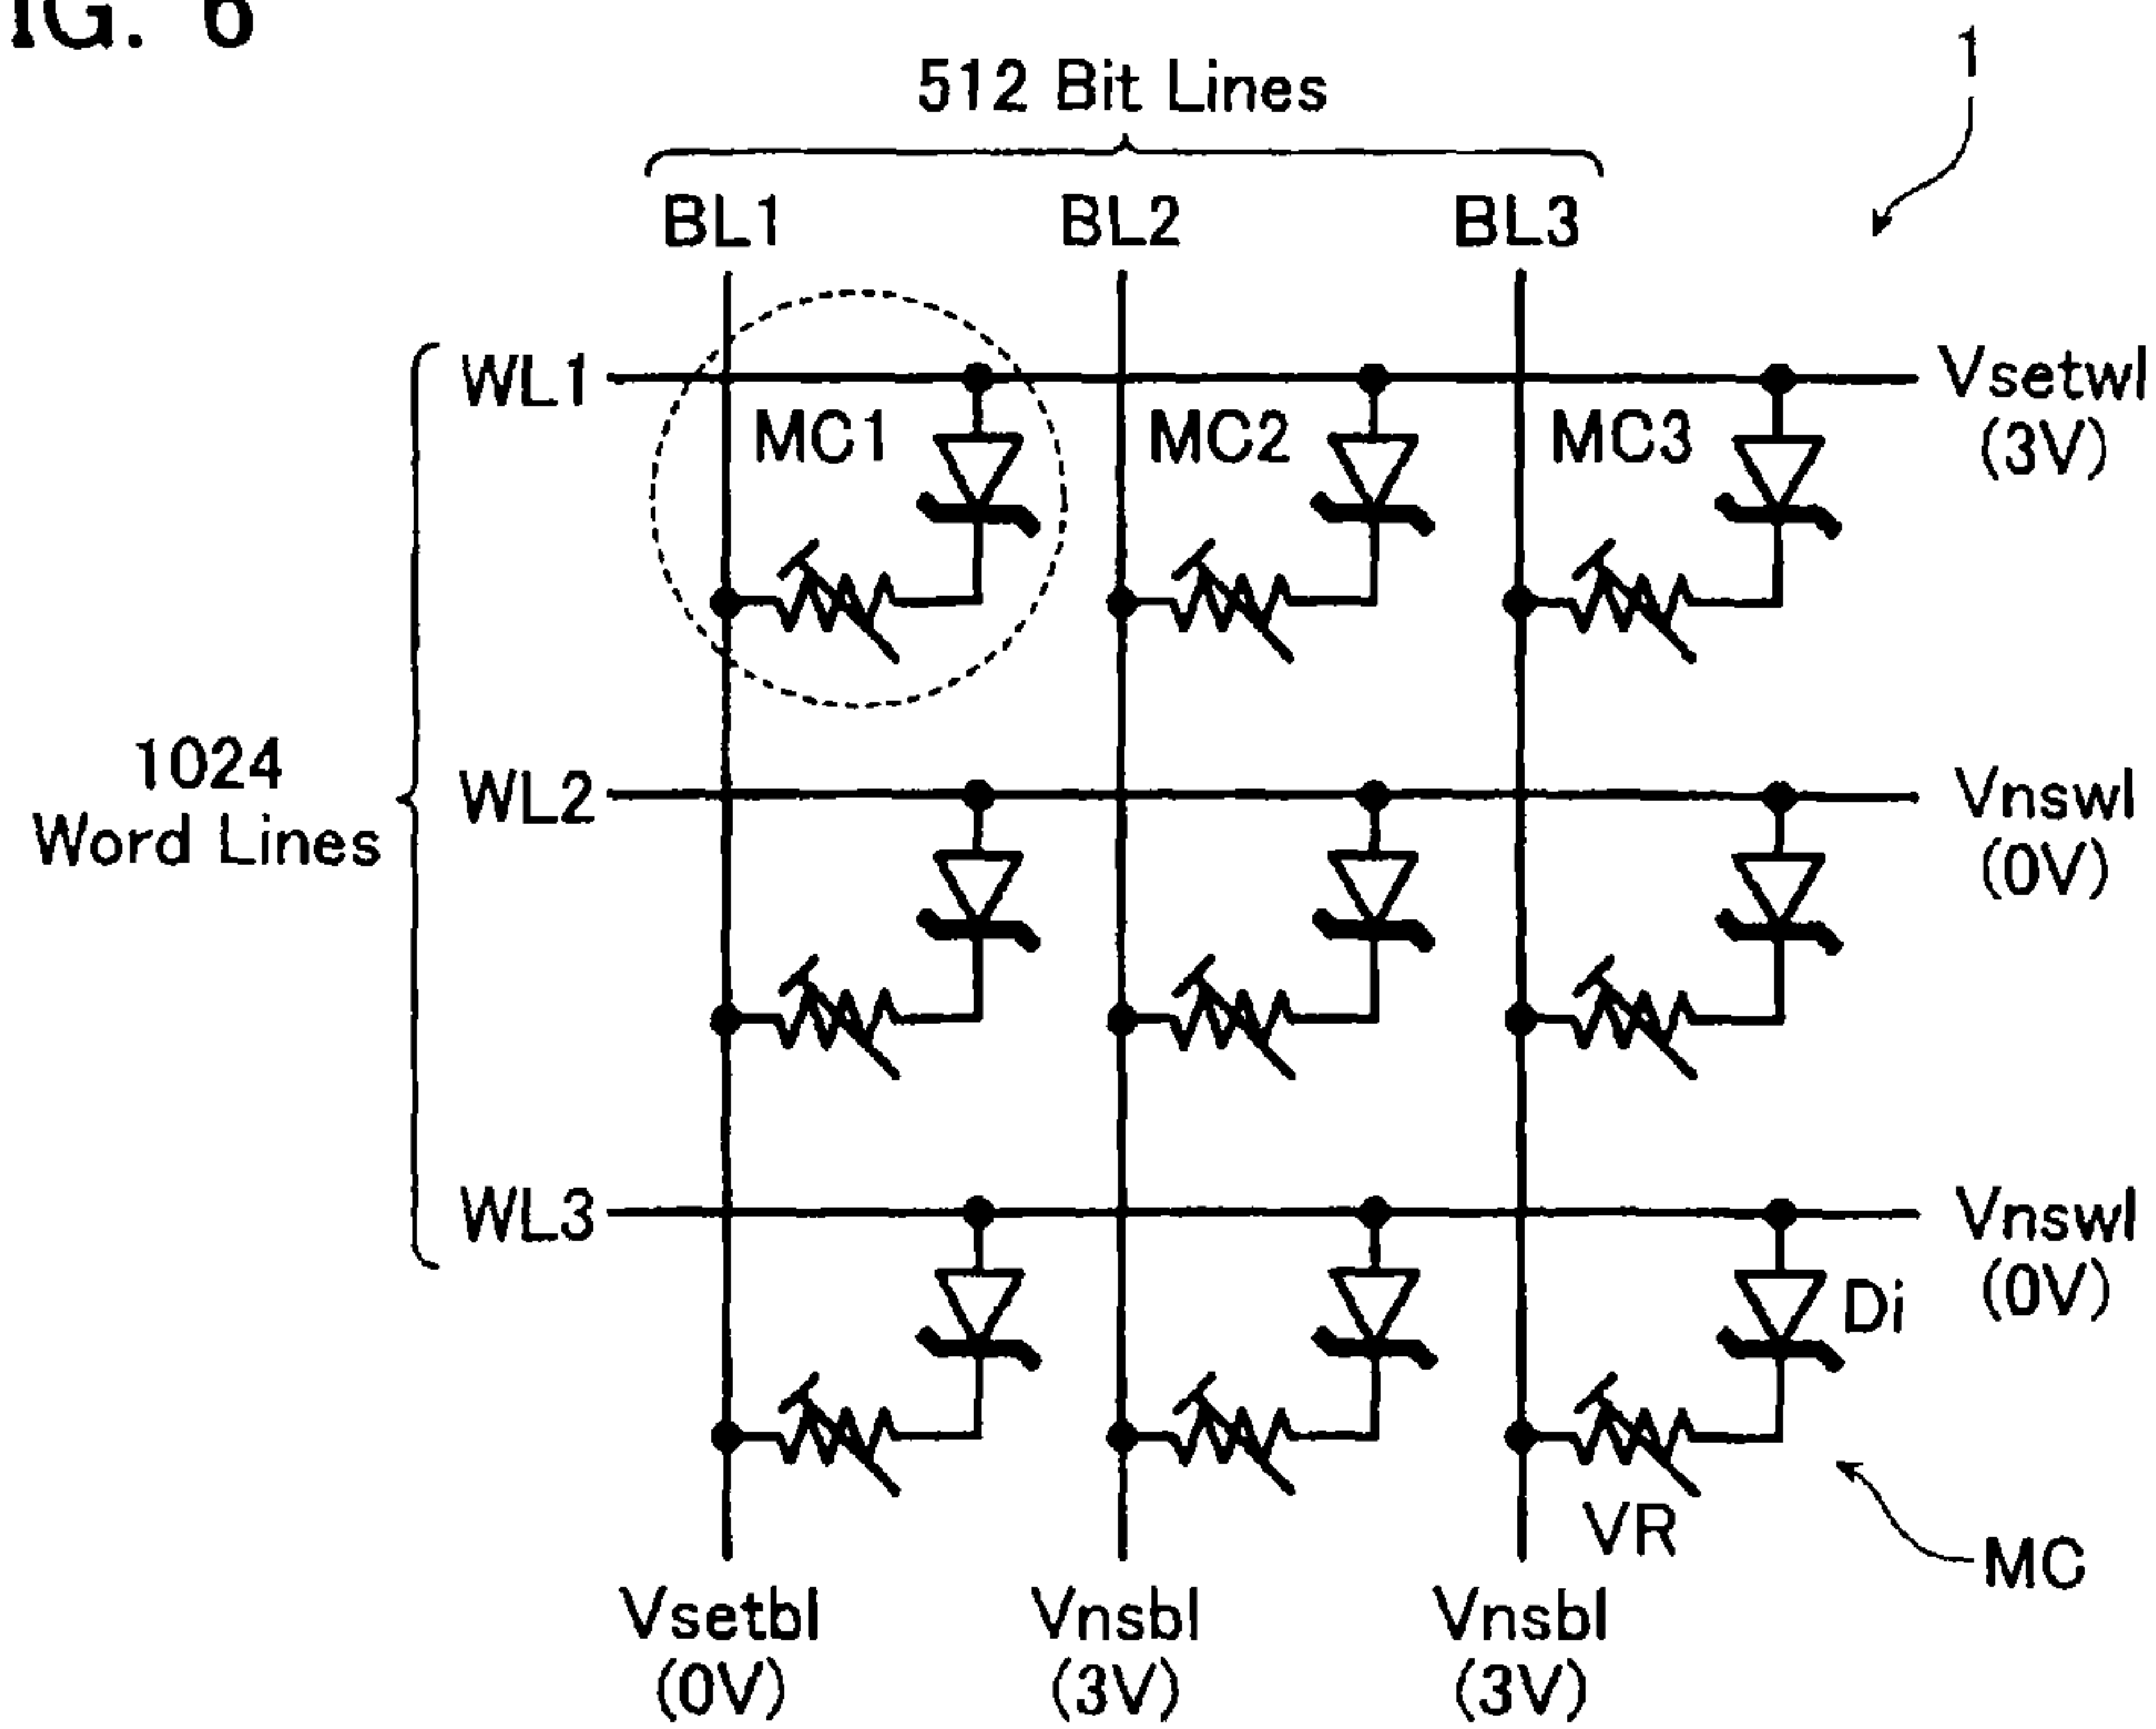 IG. 6
1
512 Bit Lines
BL1 BL2 BL3
WL1 Vsetwl
(3V)
MC1 MC2 MC3
1024
Word Lines
WL2 Vnswl
(0V)
WL3 Vnswl
(0V)
Di
VR
MC
Vsetbl Vnsbl Vnsbl
(0V) (3V) (3V)